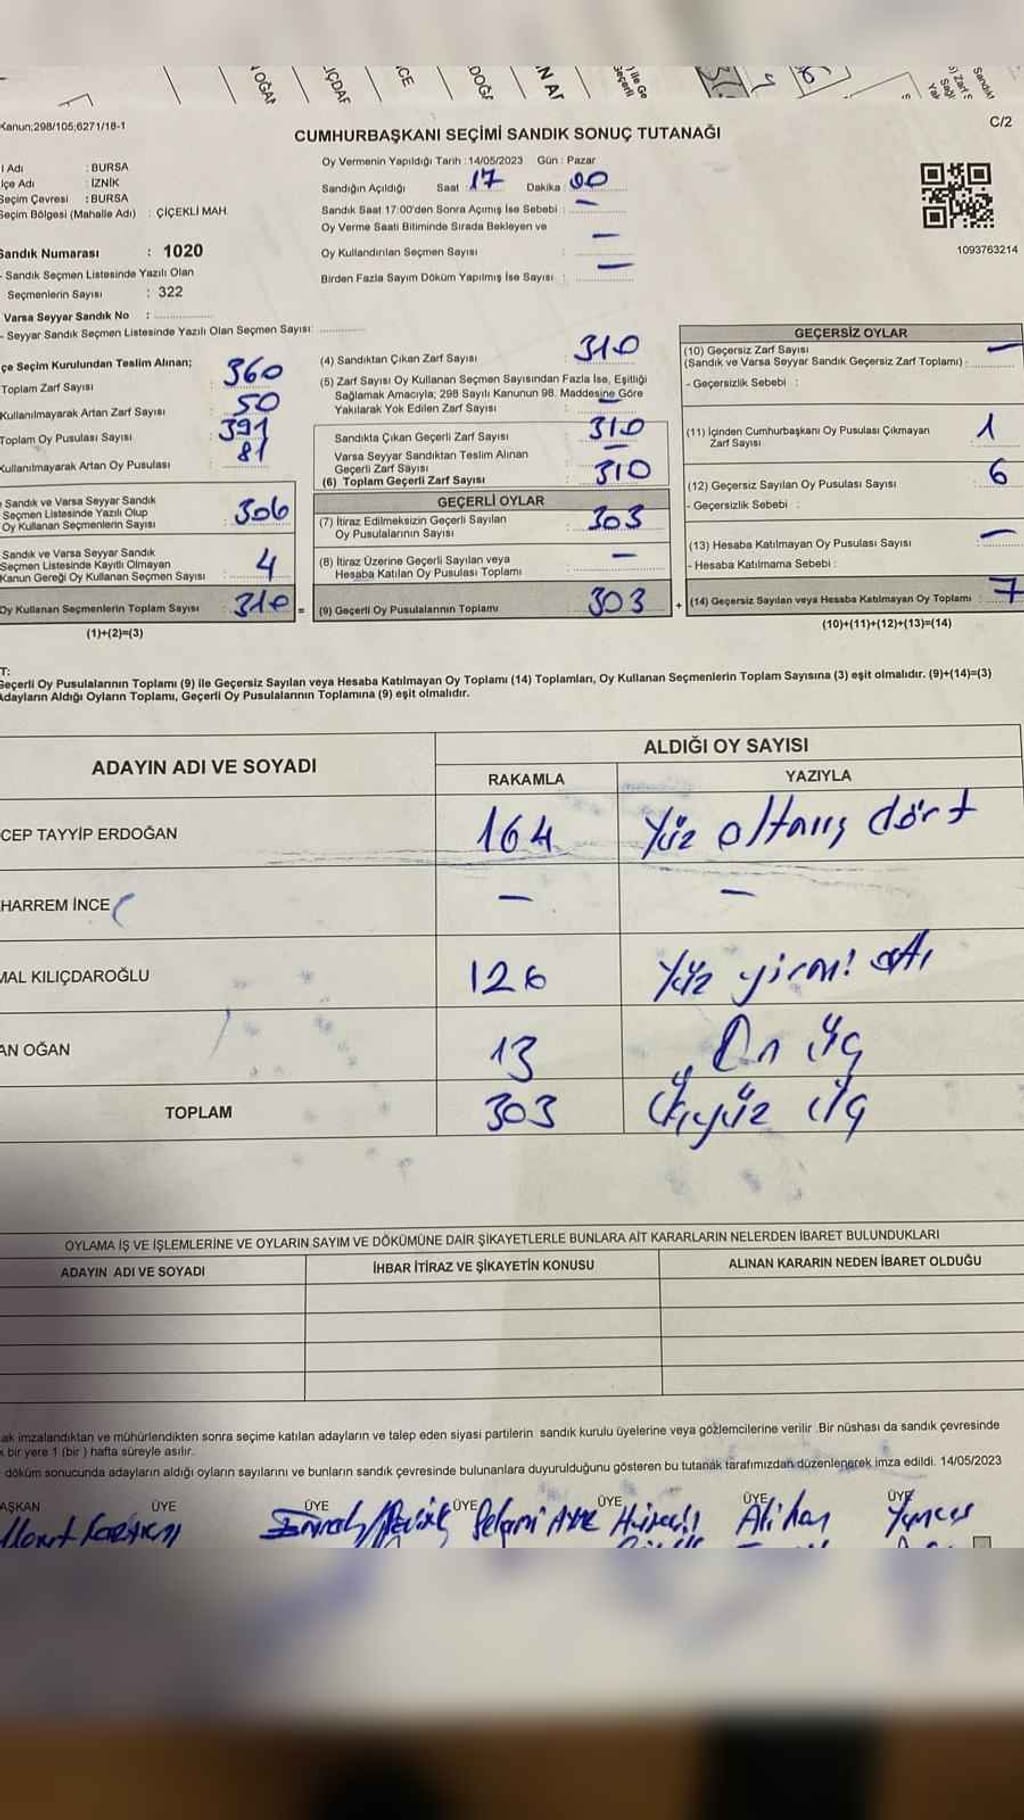 Kanun;298/105;6271/18-1
C/2
CUMHURBAŞKANI SEÇİMİ SANDIK SONUÇ TUTANAĞI
Oy Vermenin Yapıldığı Tarih : 14/05/2023 Gün : Pazar
l Adı : BURSA
lçe Adı : İZNİK
Seçim Çevresi : BURSA
Seçim Bölgesi (Mahalle Adı) : ÇİÇEKLİ MAH
Sandığın Açıldığı Saat : 17 Dakika : 00
Sandık Saat 17:00'den Sonra Açımış İse Sebebi : —
Oy Verme Saati Bitiminde Sırada Bekleyen ve
Oy Kullandırılan Seçmen Sayısı : —
Birden Fazla Sayım Döküm Yapılmış İse Sayısı : —
1093763214
Sandık Numarası : 1020
- Sandık Seçmen Listesinde Yazılı Olan
Seçmenlerin Sayısı : 322
Varsa Seyyar Sandık No :
- Seyyar Sandık Seçmen Listesinde Yazılı Olan Seçmen Sayısı:
çe Seçim Kurulundan Teslim Alınan;
Toplam Zarf Sayısı : 360
Kullanılmayarak Artan Zarf Sayısı : 50
Toplam Oy Pusulası Sayısı : 391
Kullanılmayarak Artan Oy Pusulası : 81
Sandık ve Varsa Seyyar Sandık
Seçmen Listesinde Yazılı Olup
Oy Kullanan Seçmenlerin Sayısı : 306
Sandık ve Varsa Seyyar Sandık
Seçmen Listesinde Kayıtlı Olmayan
Kanun Gereği Oy Kullanan Seçmen Sayısı : 4
Oy Kullanan Seçmenlerin Toplam Sayısı : 310
(1)+(2)=(3)
(4) Sandıktan Çıkan Zarf Sayısı : 310
(5) Zarf Sayısı Oy Kullanan Seçmen Sayısından Fazla İse, Eşitliği
Sağlamak Amacıyla; 298 Sayılı Kanunun 98. Maddesine Göre
Yakılarak Yok Edilen Zarf Sayısı : —
Sandıkta Çıkan Geçerli Zarf Sayısı : 310
Varsa Seyyar Sandıktan Teslim Alınan
Geçerli Zarf Sayısı : —
(6) Toplam Geçerli Zarf Sayısı : 310
GEÇERLİ OYLAR
(7) İtiraz Edilmeksizin Geçerli Sayılan
Oy Pusulalarının Sayısı : 303
(8) İtiraz Üzerine Geçerli Sayılan veya
Hesaba Katılan Oy Pusulası Toplamı : —
(9) Geçerli Oy Pusulalarının Toplamı : 303
GEÇERSİZ OYLAR
(10) Geçersiz Zarf Sayısı
(Sandık ve Varsa Seyyar Sandık Geçersiz Zarf Toplamı) : —
- Geçersizlik Sebebi :
(11) İçinden Cumhurbaşkanı Oy Pusulası Çıkmayan
Zarf Sayısı : 1
(12) Geçersiz Sayılan Oy Pusulası Sayısı : 6
- Geçersizlik Sebebi :
(13) Hesaba Katılmayan Oy Pusulası Sayısı : —
- Hesaba Katılmama Sebebi :
(14) Geçersiz Sayılan veya Hesaba Katılmayan Oy Toplamı : 7
(10)+(11)+(12)+(13)=(14)
T:
Geçerli Oy Pusulalarının Toplamı (9) ile Geçersiz Sayılan veya Hesaba Katılmayan Oy Toplamı (14) Toplamları, Oy Kullanan Seçmenlerin Toplam Sayısına (3) eşit olmalıdır. (9)+(14)=(3)
Adayların Aldığı Oyların Toplamı, Geçerli Oy Pusulalarının Toplamına (9) eşit olmalıdır.
ADAYIN ADI VE SOYADI ALDIĞI OY SAYISI
RAKAMLA YAZIYLA
CEP TAYYİP ERDOĞAN 164 Yüz altmış dört
HARREM İNCE — —
MAL KILIÇDAROĞLU 126 Yüz yirmi altı
AN OĞAN 13 On üç
TOPLAM 303 Üçyüz üç
OYLAMA İŞ VE İŞLEMLERİNE VE OYLARIN SAYIM VE DÖKÜMÜNE DAİR ŞİKAYETLERLE BUNLARA AİT KARARLARIN NELERDEN İBARET BULUNDUKLARI
ADAYIN ADI VE SOYADI İHBAR İTİRAZ VE ŞİKAYETİN KONUSU ALINAN KARARIN NEDEN İBARET OLDUĞU
ak imzalandıktan ve mühürlendikten sonra seçime katılan adayların ve talep eden siyasi partilerin sandık kurulu üyelerine veya gözlemcilerine verilir. Bir nüshası da sandık çevresinde
bir yere 1 (bir ) hafta süreyle asılır.
döküm sonucunda adayların aldığı oyların sayılarını ve bunların sandık çevresinde bulunanlara duyurulduğunu gösteren bu tutanak tarafımızdan düzenlenerek imza edildi. 14/05/2023
AŞKAN ÜYE ÜYE ÜYE ÜYE ÜYE ÜYE
Selami Alihan